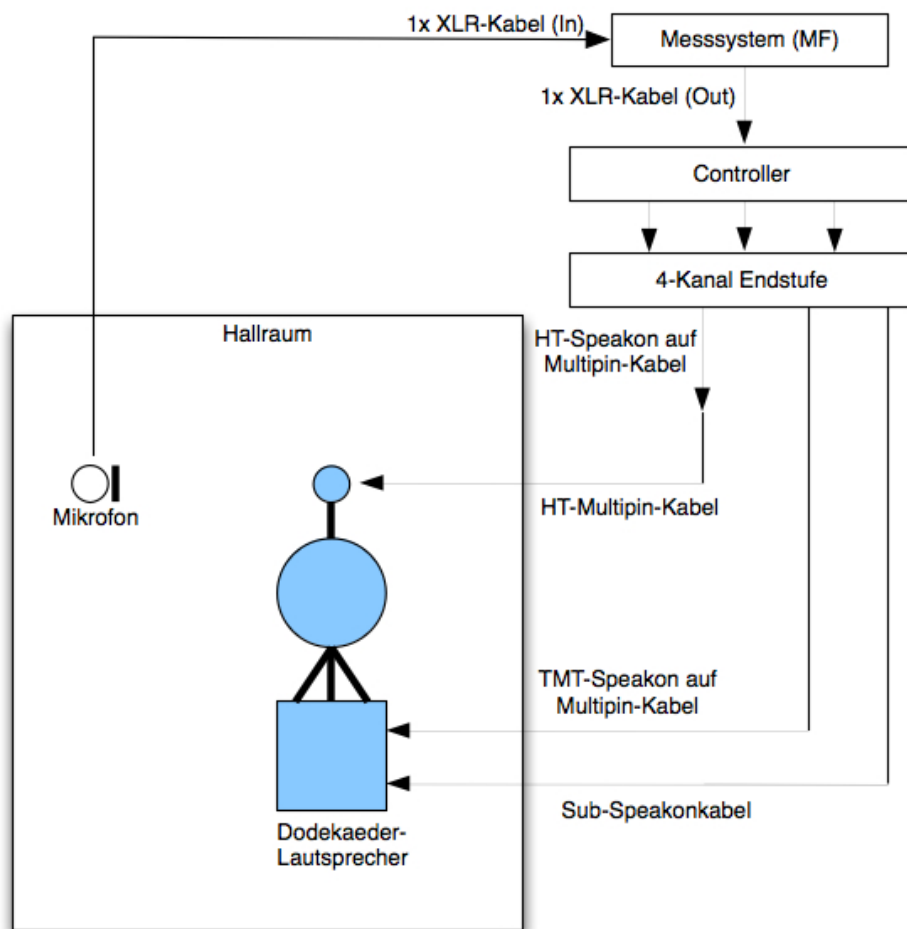 1x XLR-Kabel (In)
Messsystem (MF)
1x XLR-Kabel (Out)
Controller
4-Kanal Endstufe
Hallraum
HT-Speakon auf
Multipin-Kabel
Mikrofon
HT-Multipin-Kabel
TMT-Speakon auf
Multipin-Kabel
Sub-Speakonkabel
Dodekaeder-
Lautsprecher